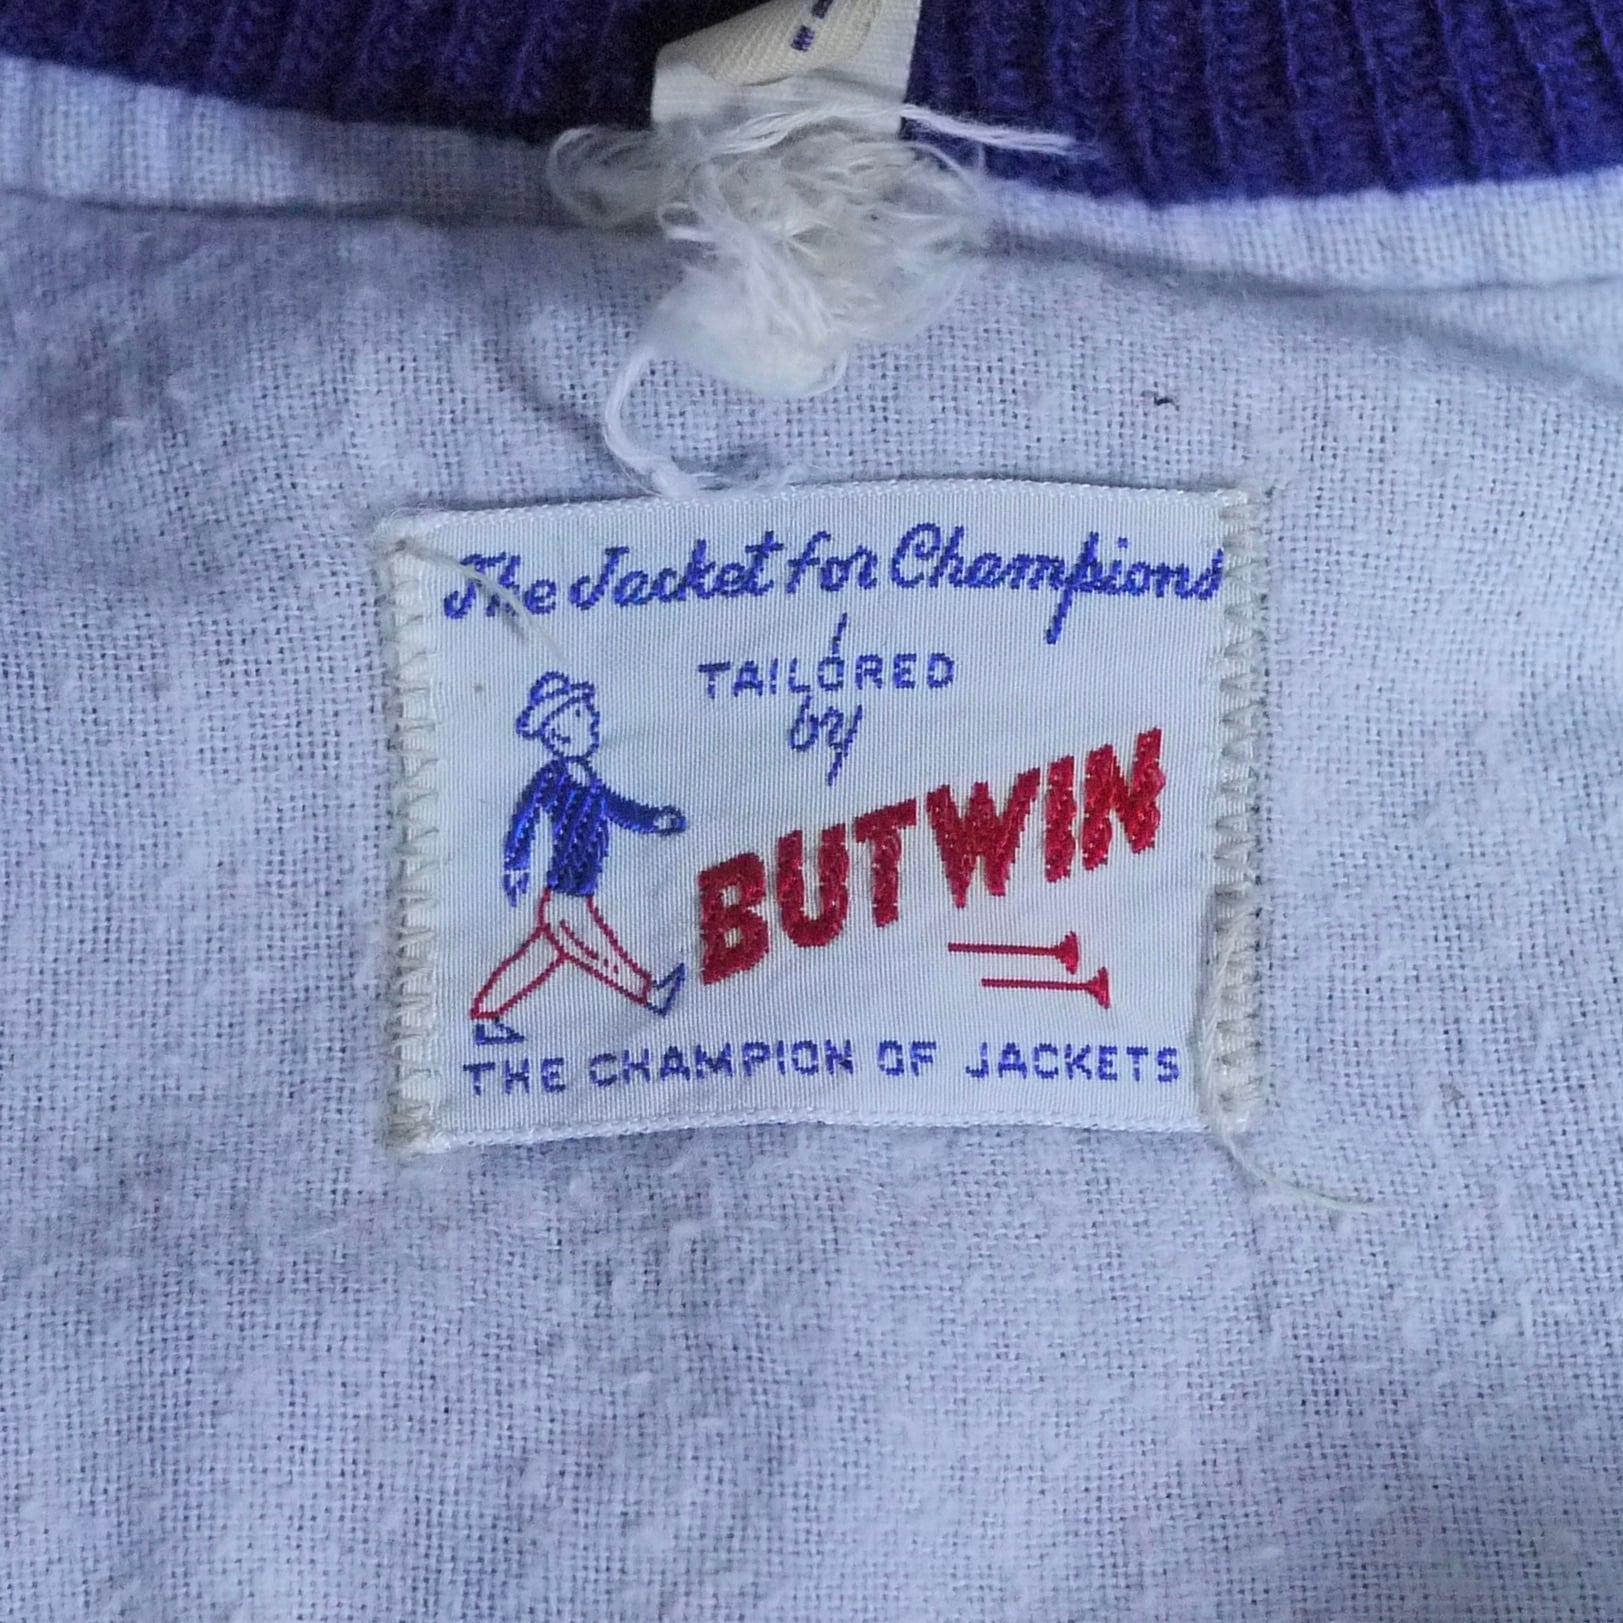 The Jacket for Champions
TAILORED
by
BUTWIN
THE CHAMPION OF JACKETS